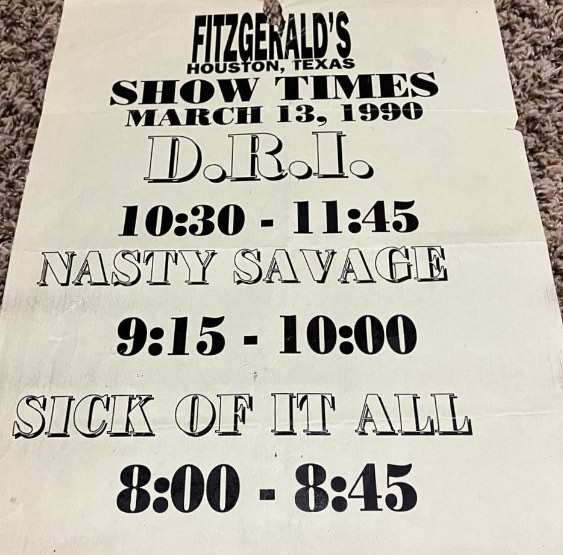 FITZGERALD'S
HOUSTON, TEXAS
SHOW TIMES
MARCH 13, 1990
D.R.I.
10:30 - 11:45
NASTY SAVAGE
9:15 - 10:00
SICK OF IT ALL
8:00 - 8:45